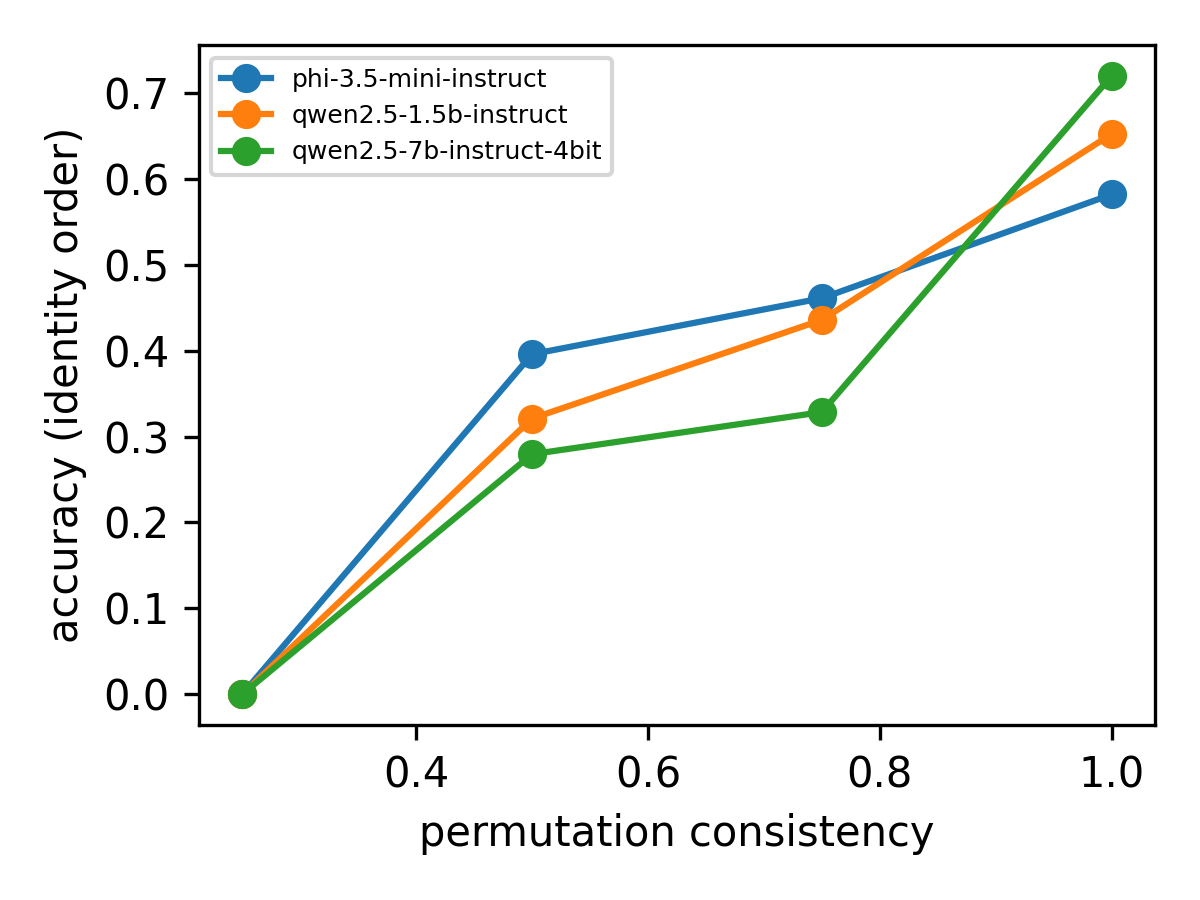 phi-3.5-mini-instruct
qwen2.5-1.5b-instruct
qwen2.5-7b-instruct-4bit
accuracy (identity order)
0.7
0.6
0.5
0.4
0.3
0.2
0.1
0.0
0.4 0.6 0.8 1.0
permutation consistency